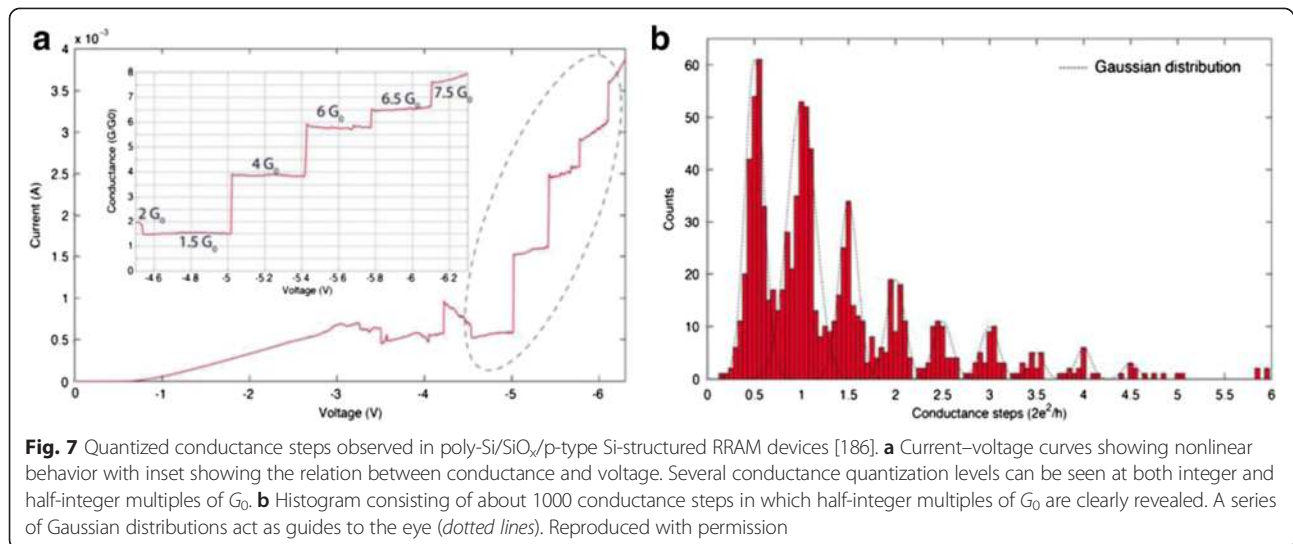 a
x 10⁻³
4
3.5
3
2.5
2
1.5
1
0.5
0
Current (A)
-1
-2
-3
-4
-5
-6
Voltage (V)
8
7
6
5
4
3
2
1
0
Conductance (G/G0)
2 G₀
1.5 G₀
4 G₀
6 G₀
6.5 G₀
7.5 G₀
-4 6
-4.8
-5
-5.2
-5.4
-5 6
-5.8
-6
-6.2
Voltage (V)
b
Gaussian distribution
60
50
40
30
20
10
0
Counts
0
0.5
1
1.5
2
2.5
3
3.5
4
4.5
5
5.5
6
Conductance steps (2e²/h)
Fig. 7 Quantized conductance steps observed in poly-Si/SiOₓ/p-type Si-structured RRAM devices [186]. a Current–voltage curves showing nonlinear
behavior with inset showing the relation between conductance and voltage. Several conductance quantization levels can be seen at both integer and
half-integer multiples of G₀. b Histogram consisting of about 1000 conductance steps in which half-integer multiples of G₀ are clearly revealed. A series
of Gaussian distributions act as guides to the eye (dotted lines). Reproduced with permission